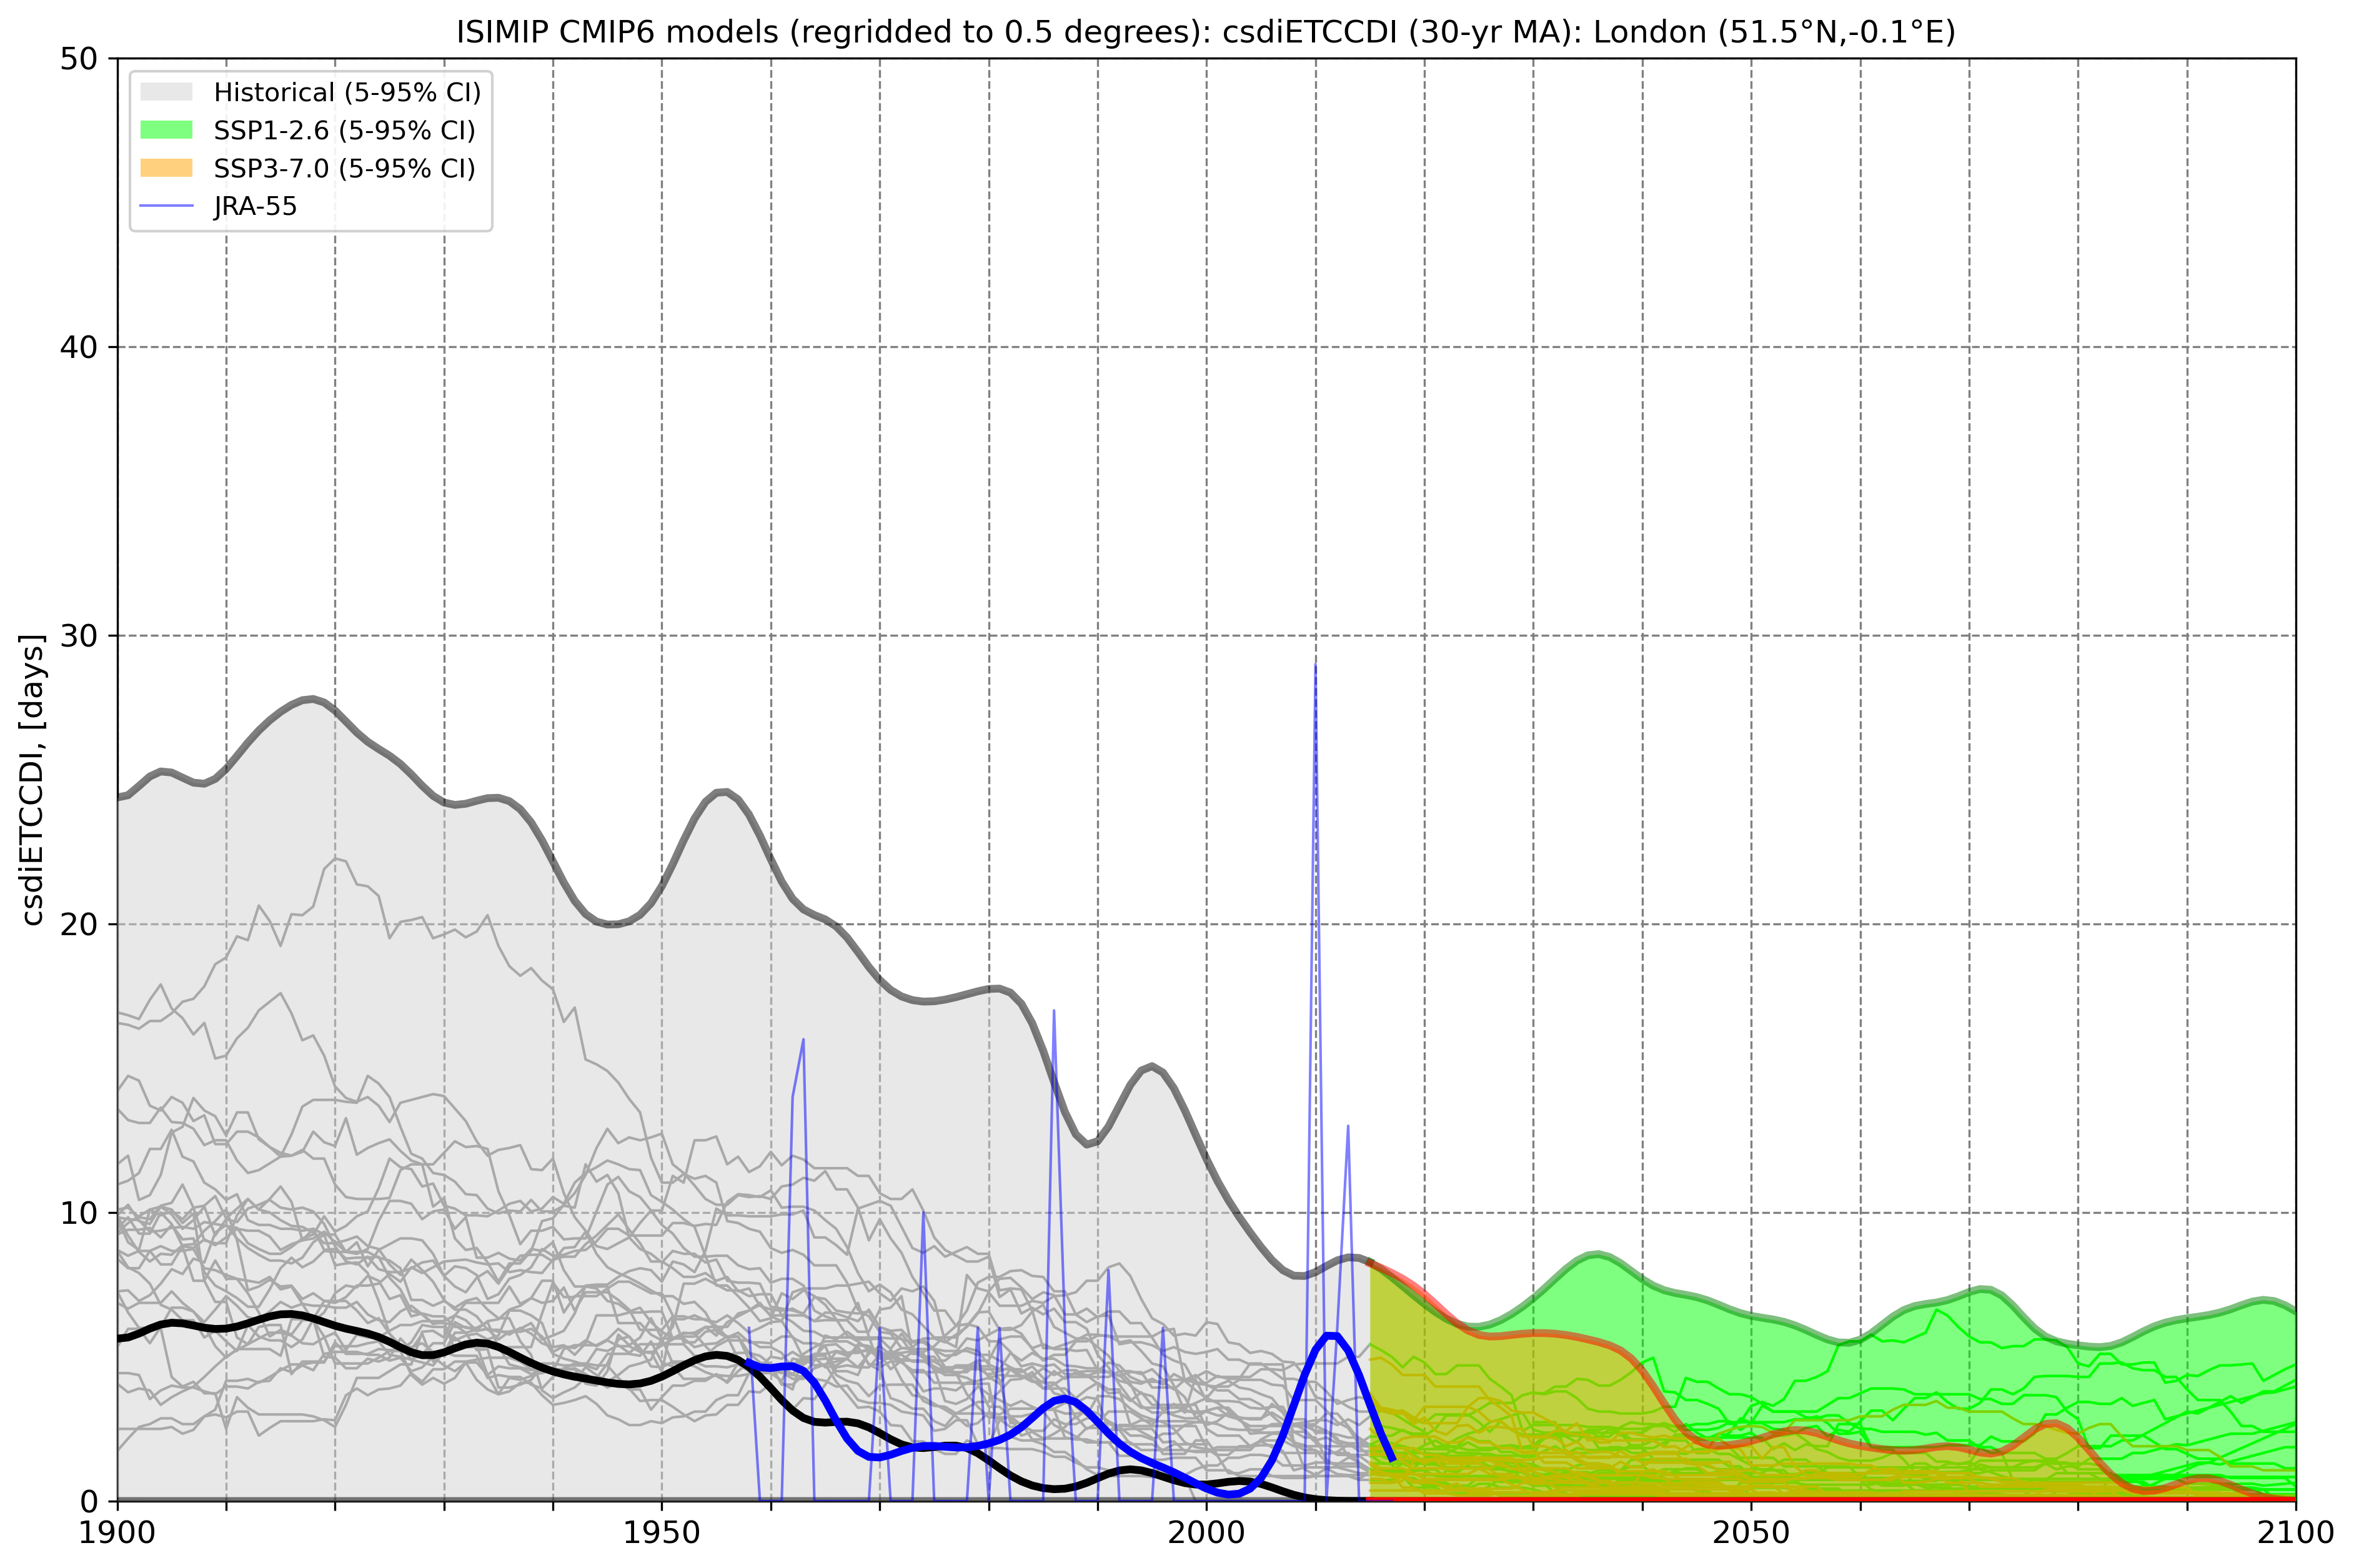 ISIMIP CMIP6 models (regridded to 0.5 degrees): csdiETCCDI (30-yr MA): London (51.5°N,-0.1°E)
Historical (5-95% CI)
SSP1-2.6 (5-95% CI)
SSP3-7.0 (5-95% CI)
JRA-55
csdiETCCDI, [days]
50
40
30
20
10
0
1900
1950
2000
2050
2100